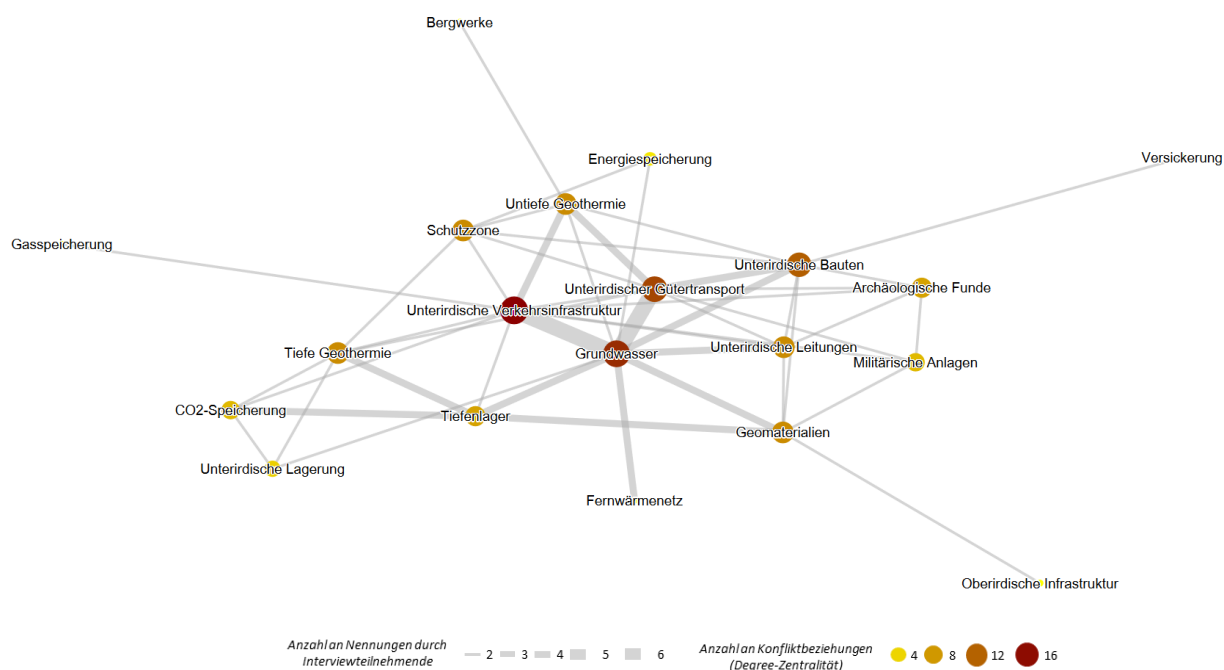 Bergwerke
Energiespeicherung
Versickerung
Untiefe Geothermie
Schutzzone
Gasspeicherung
Unterirdische Bauten
Unterirdischer Gütertransport
Archäologische Funde
Unterirdische Verkehrsinfrastruktur
Unterirdische Leitungen
Tiefe Geothermie
Grundwasser
Militärische Anlagen
CO2-Speicherung
Tiefenlager
Geomaterialien
Unterirdische Lagerung
Fernwärmenetz
Oberirdische Infrastruktur
Anzahl an Nennungen durch
Interviewteilnehmende
2 3 4 5 6
Anzahl an Konfliktbeziehungen
(Degree-Zentralität)
4 8 12 16